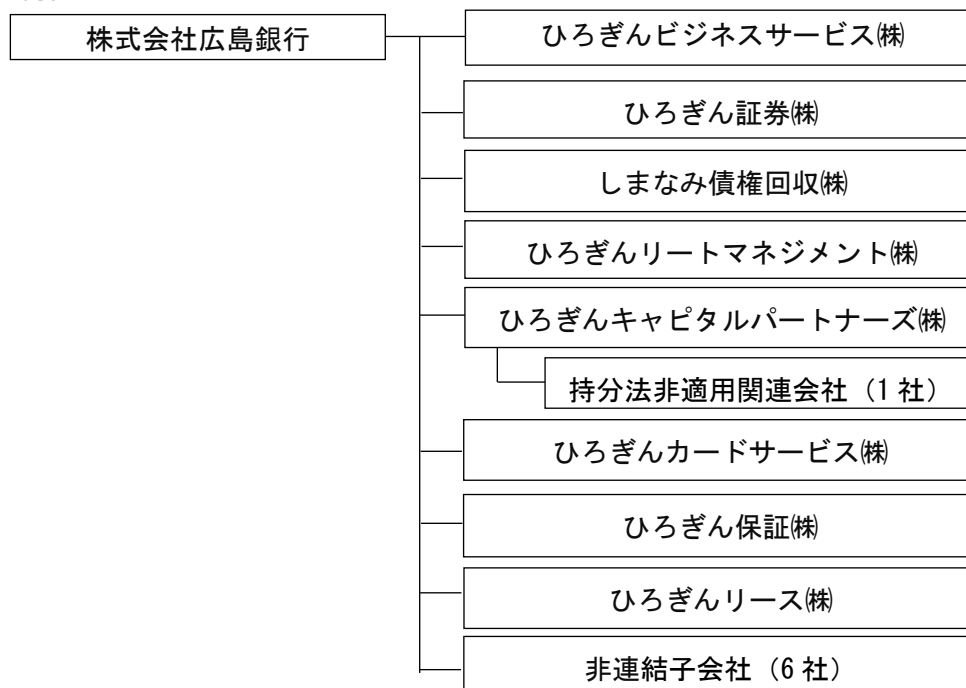 株式会社広島銀行
ひろぎんビジネスサービス㈱
ひろぎん証券㈱
しまなみ債権回収㈱
ひろぎんリートマネジメント㈱
ひろぎんキャピタルパートナーズ㈱
持分法非適用関連会社（1 社）
ひろぎんカードサービス㈱
ひろぎん保証㈱
ひろぎんリース㈱
非連結子会社（6 社）